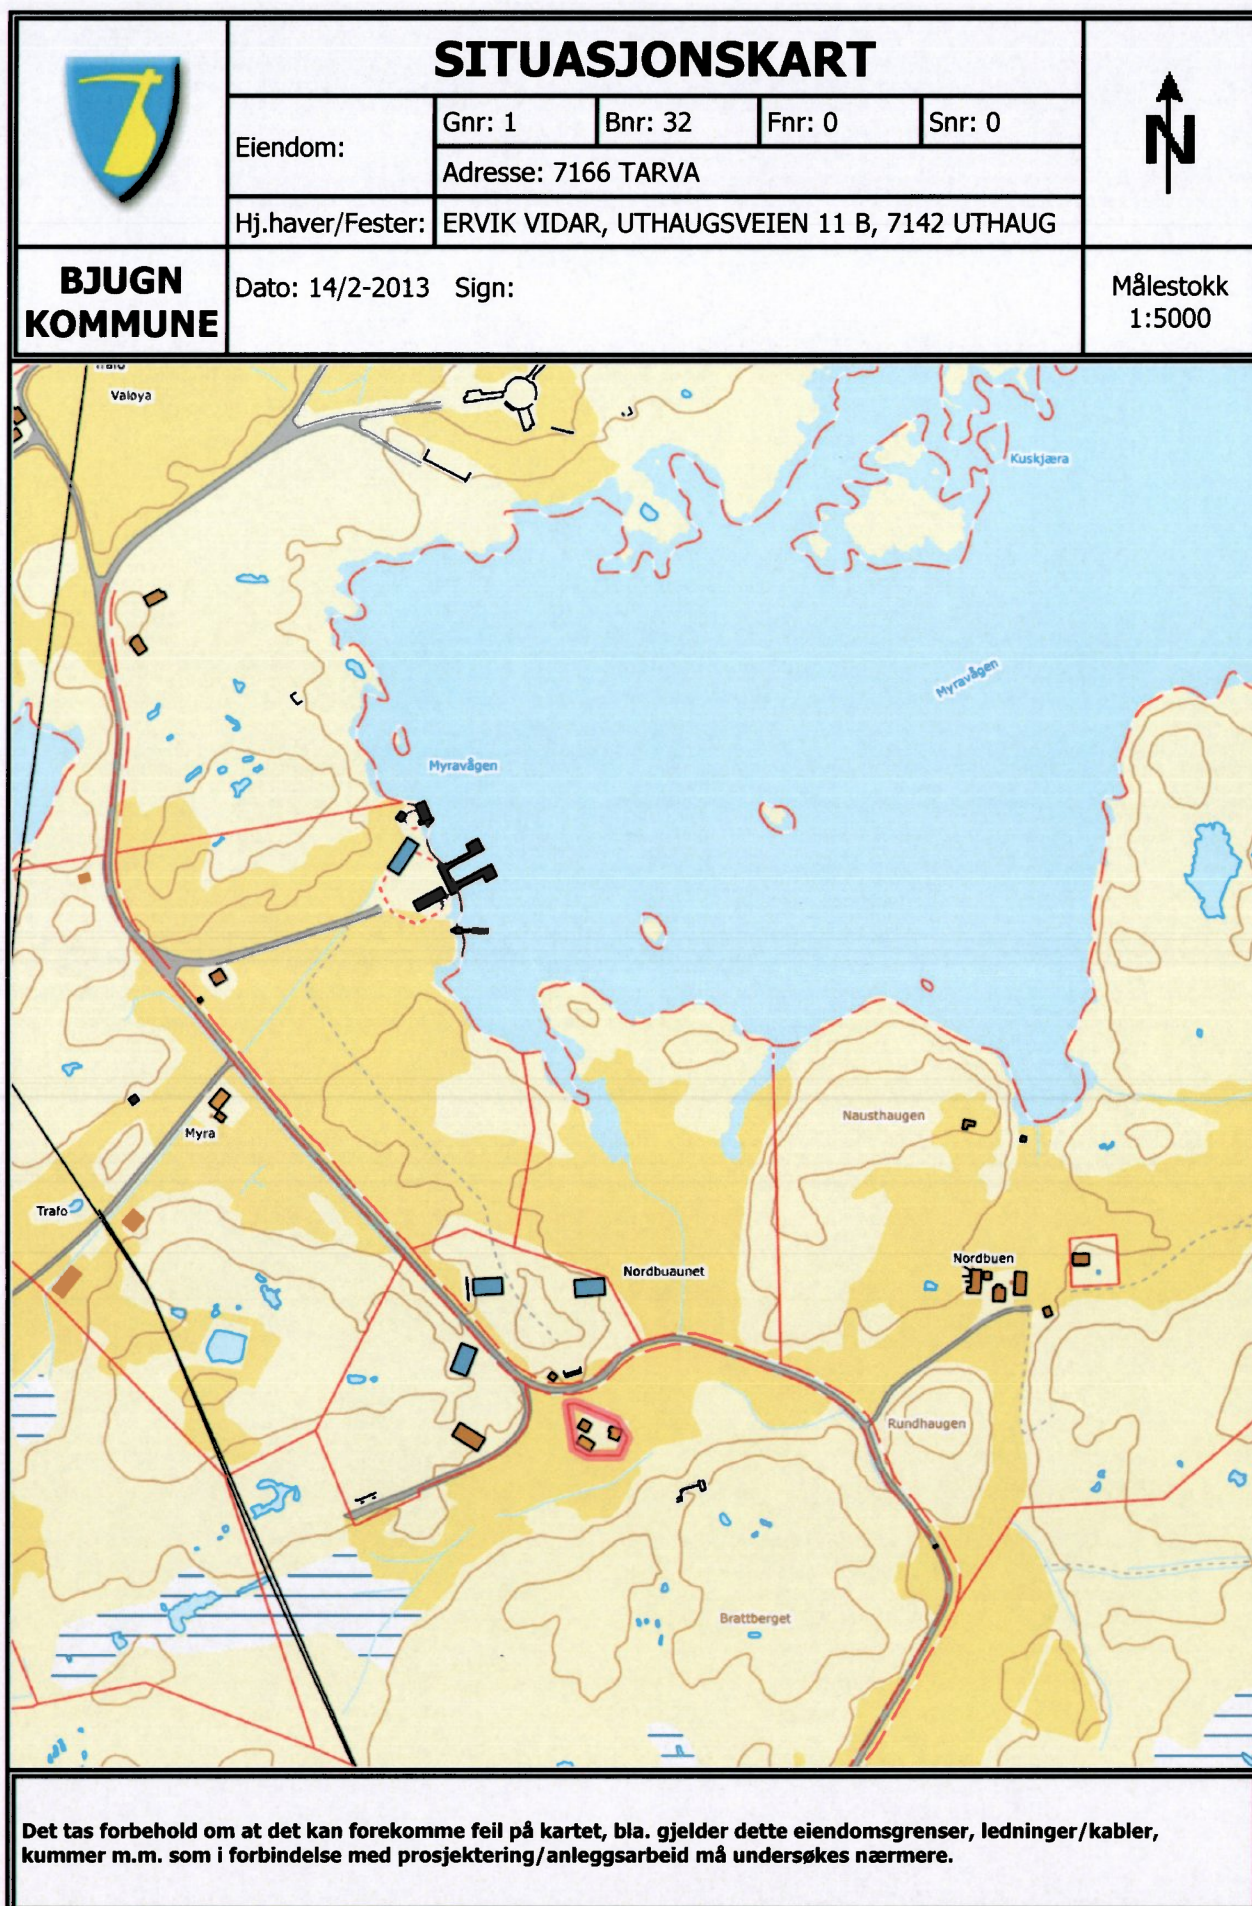 SITUASJONSKART
Eiendom:
Gnr: 1
Bnr: 32
Fnr: 0
Snr: 0
Adresse: 7166 TARVA
Hj.haver/Fester:
ERVIK VIDAR, UTHAUGSVEIEN 11 B, 7142 UTHAUG
N
BJUGN
KOMMUNE
Dato: 14/2-2013 Sign:
Målestokk
1:5000
Trafo
Valøya
Kuskjæra
Myravågen
Myravågen
Nausthaugen
Myra
Trafo
Nordbuen
Nordbuaunet
Rundhaugen
Brattberget
Det tas forbehold om at det kan forekomme feil på kartet, bla. gjelder dette eiendomsgrenser, ledninger/kabler,
kummer m.m. som i forbindelse med prosjektering/anleggsarbeid må undersøkes nærmere.